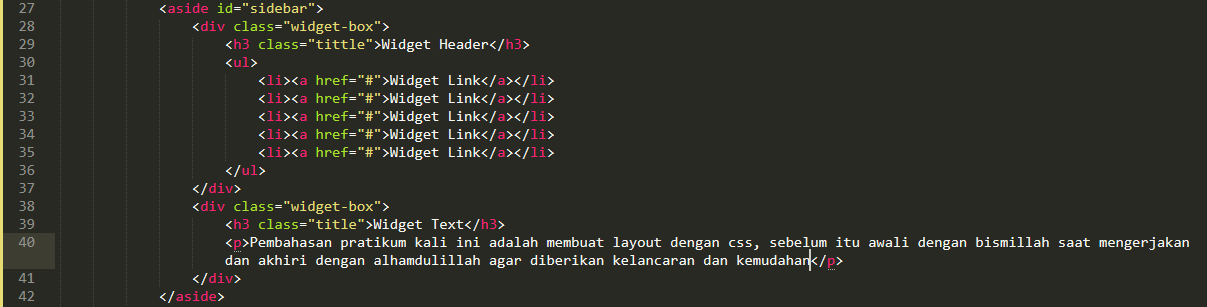 27 <aside id="sidebar">
28 <div class="widget-box">
29 <h3 class="tittle">Widget Header</h3>
30 <ul>
31 <li><a href="#">Widget Link</a></li>
32 <li><a href="#">Widget Link</a></li>
33 <li><a href="#">Widget Link</a></li>
34 <li><a href="#">Widget Link</a></li>
35 <li><a href="#">Widget Link</a></li>
36 </ul>
37 </div>
38 <div class="widget-box">
39 <h3 class="title">Widget Text</h3>
40 <p>Pembahasan pratikum kali ini adalah membuat layout dengan css, sebelum itu awali dengan bismillah saat mengerjakan
dan akhiri dengan alhamdulillah agar diberikan kelancaran dan kemudahan</p>
41 </div>
42 </aside>